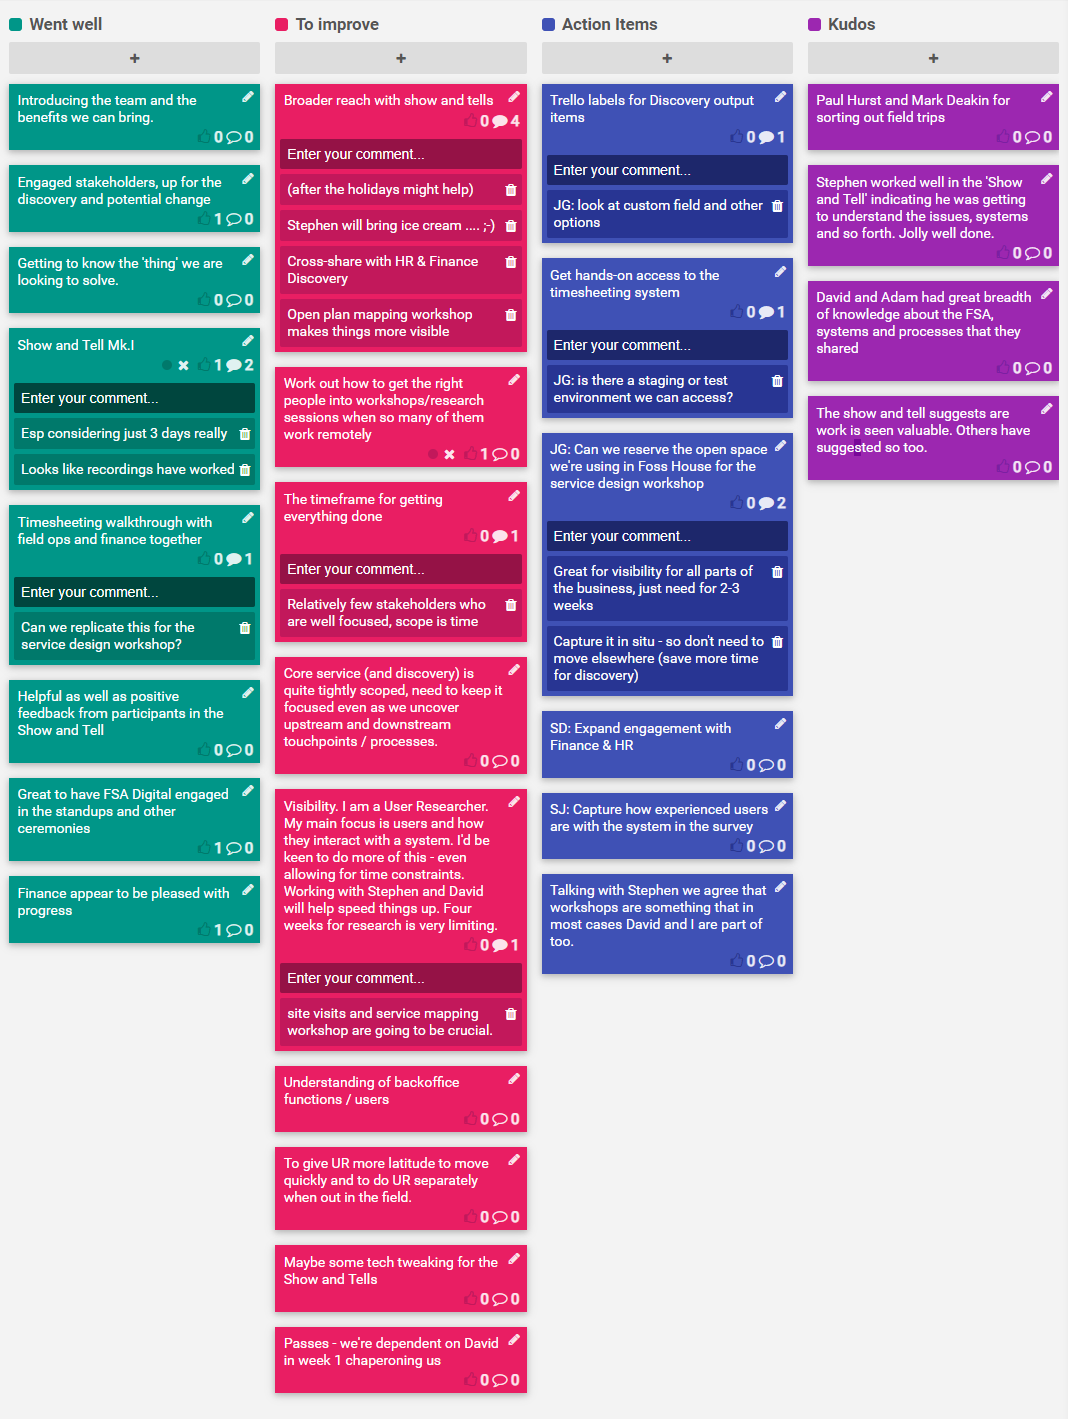 Went well
+
Introducing the team and the
benefits we can bring.
0 0
Engaged stakeholders, up for the
discovery and potential change
1 0
Getting to know the 'thing' we are
looking to solve.
0 0
Show and Tell Mk.I
1 2
Enter your comment...
Esp considering just 3 days really
Looks like recordings have worked
Timesheeting walkthrough with
field ops and finance together
0 1
Enter your comment...
Can we replicate this for the
service design workshop?
Helpful as well as positive
feedback from participants in the
Show and Tell
0 0
Great to have FSA Digital engaged
in the standups and other
ceremonies
1 0
Finance appear to be pleased with
progress
1 0
To improve
+
Broader reach with show and tells
0 4
Enter your comment...
(after the holidays might help)
Stephen will bring ice cream .... ;-)
Cross-share with HR & Finance
Discovery
Open plan mapping workshop
makes things more visible
Work out how to get the right
people into workshops/research
sessions when so many of them
work remotely
1 0
The timeframe for getting
everything done
0 1
Enter your comment...
Relatively few stakeholders who
are well focused, scope is time
Core service (and discovery) is
quite tightly scoped, need to keep it
focused even as we uncover
upstream and downstream
touchpoints / processes.
0 0
Visibility. I am a User Researcher.
My main focus is users and how
they interact with a system. I'd be
keen to do more of this - even
allowing for time constraints.
Working with Stephen and David
will help speed things up. Four
weeks for research is very limiting.
0 1
Enter your comment...
site visits and service mapping
workshop are going to be crucial.
Understanding of backoffice
functions / users
0 0
To give UR more latitude to move
quickly and to do UR separately
when out in the field.
0 0
Maybe some tech tweaking for the
Show and Tells
0 0
Passes - we're dependent on David
in week 1 chaperoning us
0 0
Action Items
+
Trello labels for Discovery output
items
0 1
Enter your comment...
JG: look at custom field and other
options
Get hands-on access to the
timesheeting system
0 1
Enter your comment...
JG: is there a staging or test
environment we can access?
JG: Can we reserve the open space
we're using in Foss House for the
service design workshop
0 2
Enter your comment...
Great for visibility for all parts of
the business, just need for 2-3
weeks
Capture it in situ - so don't need to
move elsewhere (save more time
for discovery)
SD: Expand engagement with
Finance & HR
0 0
SJ: Capture how experienced users
are with the system in the survey
0 0
Talking with Stephen we agree that
workshops are something that in
most cases David and I are part of
too.
0 0
Kudos
+
Paul Hurst and Mark Deakin for
sorting out field trips
0 0
Stephen worked well in the 'Show
and Tell' indicating he was getting
to understand the issues, systems
and so forth. Jolly well done.
0 0
David and Adam had great breadth
of knowledge about the FSA,
systems and processes that they
shared
0 0
The show and tell suggests are
work is seen valuable. Others have
suggested so too.
0 0